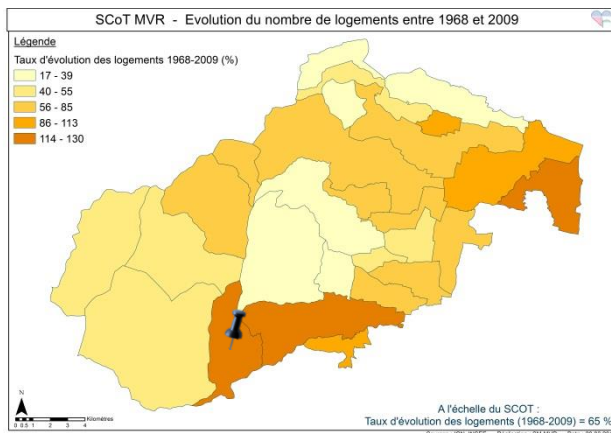 SCoT MVR - Evolution du nombre de logements entre 1968 et 2009
Légende
Taux d'évolution des logements 1968-2009 (%)
17 - 39
40 - 55
56 - 85
86 - 113
114 - 130
N
0 0.5 1 2 3 4
Kilomètres
A l'échelle du SCOT :
Taux d'évolution des logements (1968-2009) = 65 %